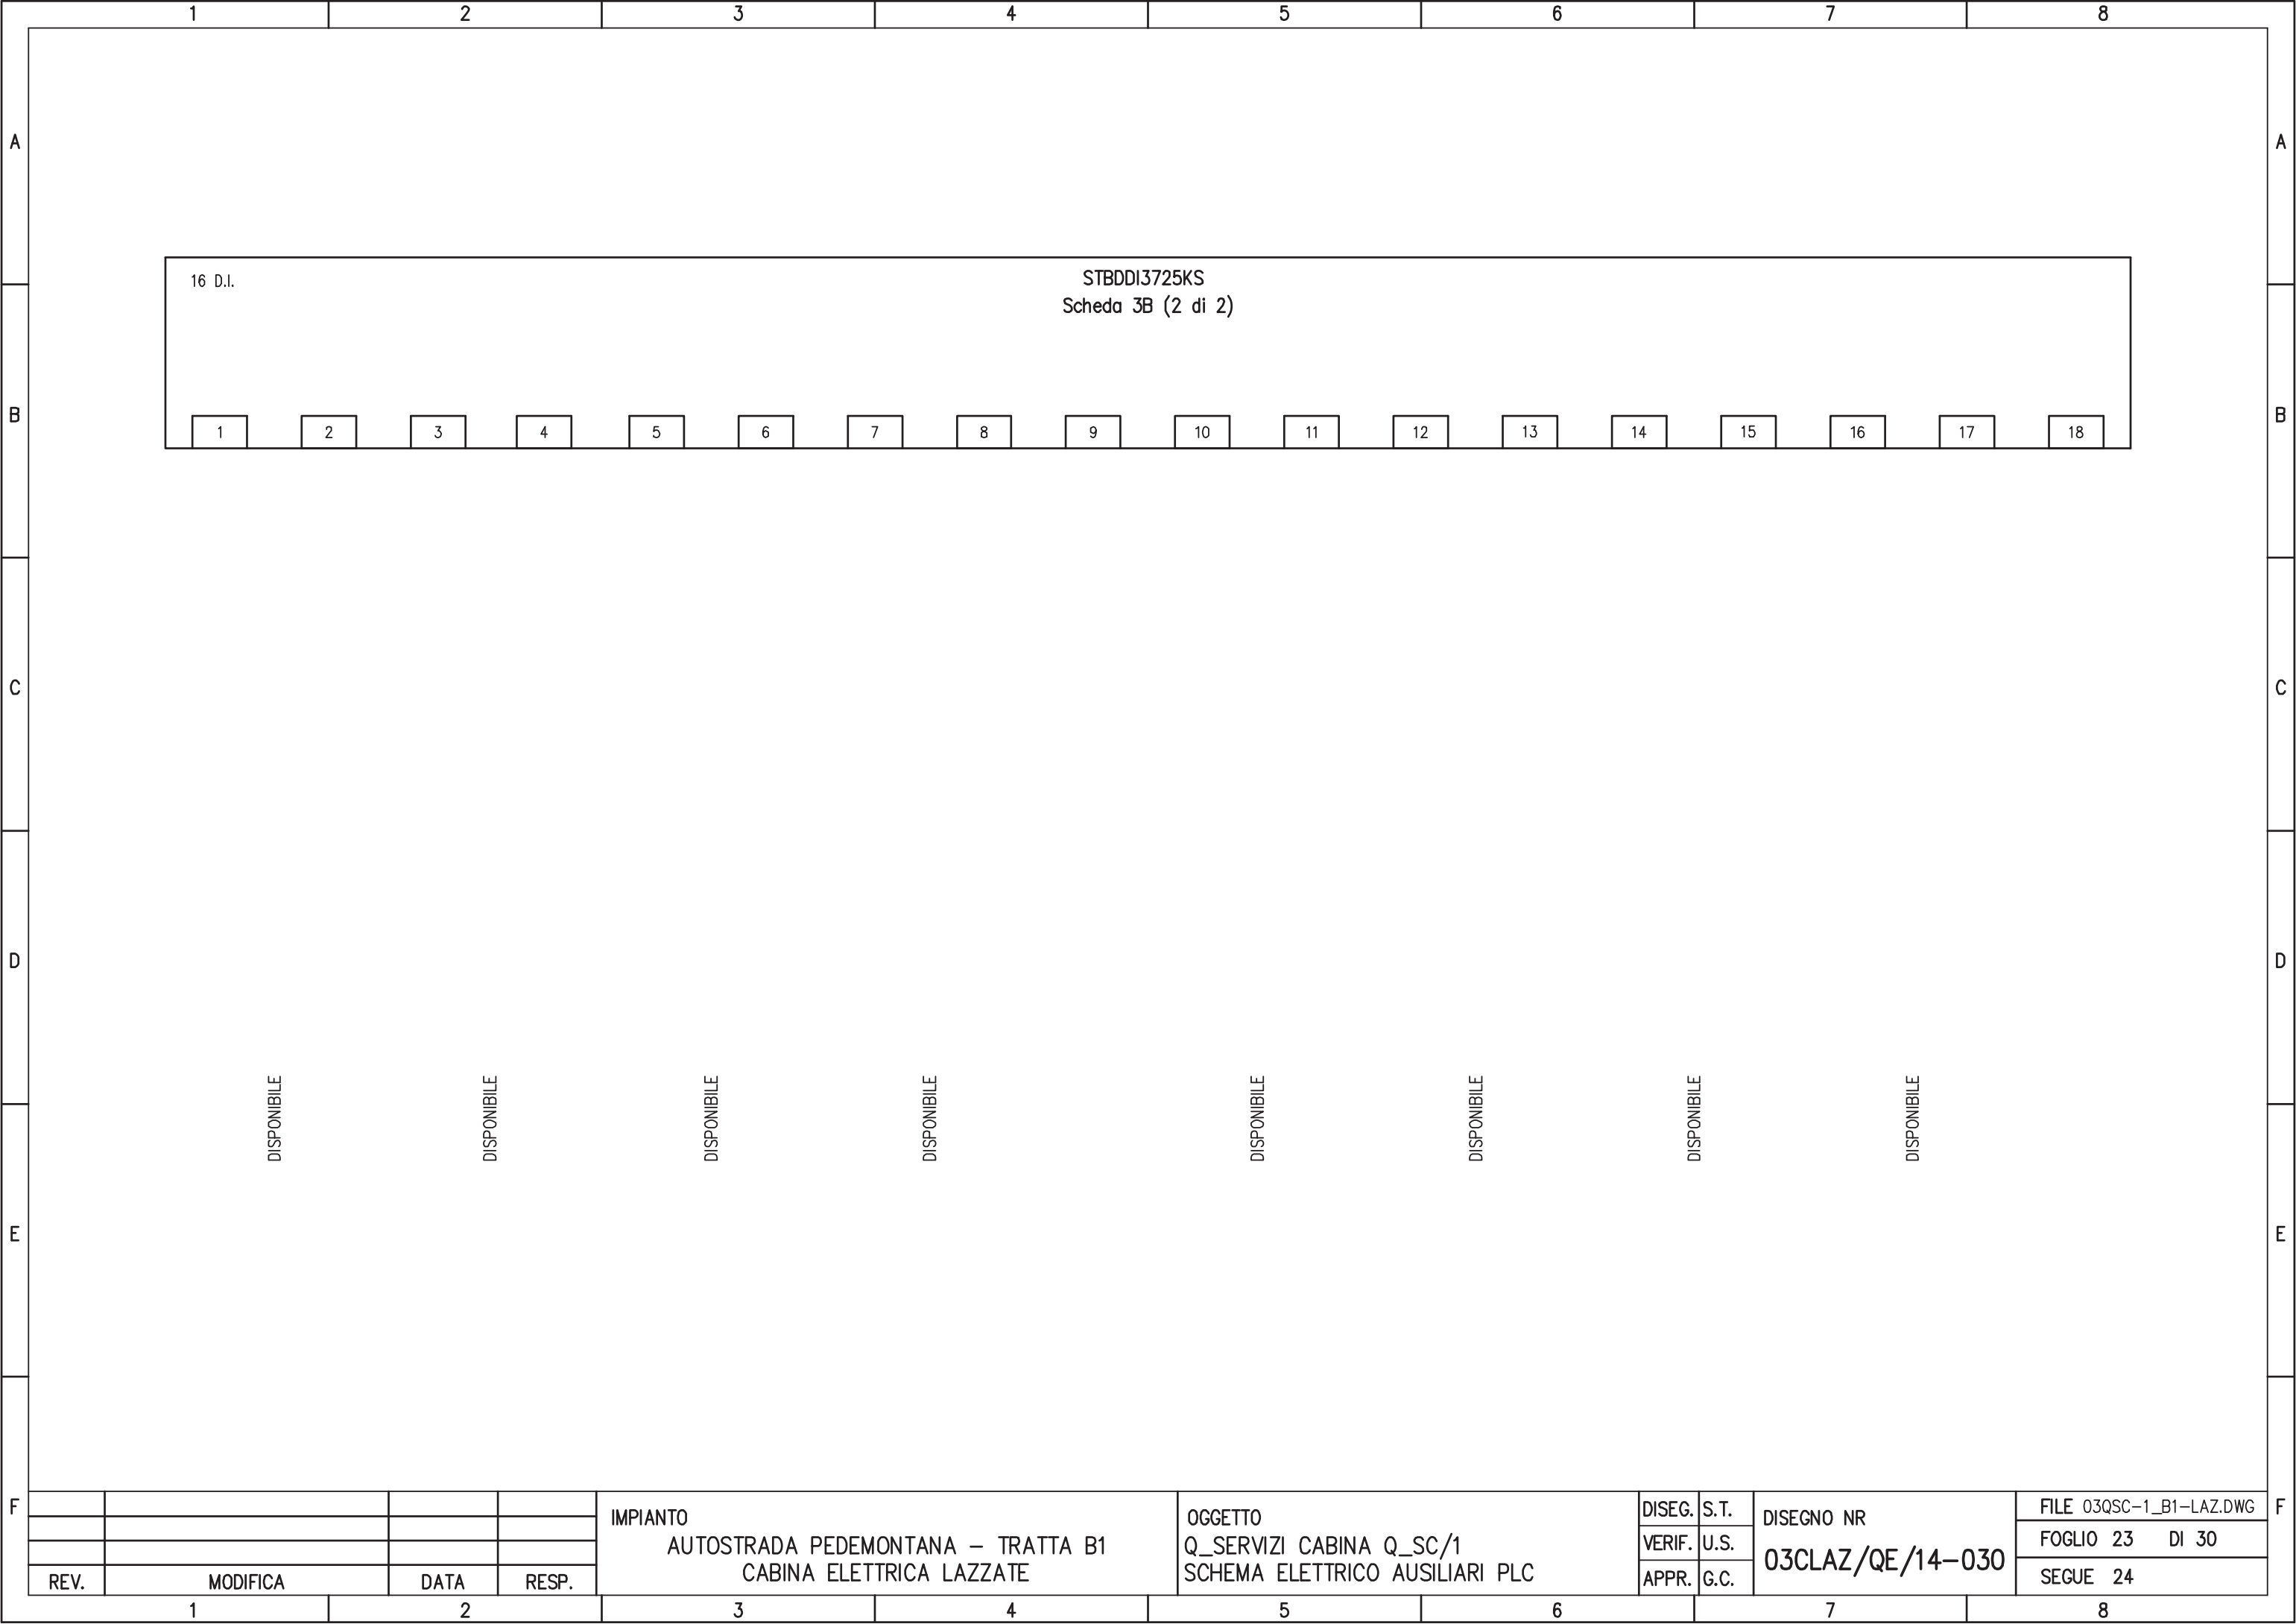 1 2 3 4 5 6 7 8
A A
16 D.I.
STBDDI3725KS
Scheda 3B (2 di 2)
B B
1 2 3 4 5 6 7 8 9 10 11 12 13 14 15 16 17 18
C C
D D
DISPONIBILE DISPONIBILE DISPONIBILE DISPONIBILE DISPONIBILE DISPONIBILE DISPONIBILE DISPONIBILE
E E
F F
REV. MODIFICA DATA RESP.
IMPIANTO
AUTOSTRADA PEDEMONTANA - TRATTA B1
CABINA ELETTRICA LAZZATE
OGGETTO
Q_SERVIZI CABINA Q_SC/1
SCHEMA ELETTRICO AUSILIARI PLC
DISEG. S.T.
VERIF. U.S.
APPR. G.C.
DISEGNO NR
03CLAZ/QE/14-030
FILE 03QSC-1_B1-LAZ.DWG
FOGLIO 23 DI 30
SEGUE 24
1 2 3 4 5 6 7 8